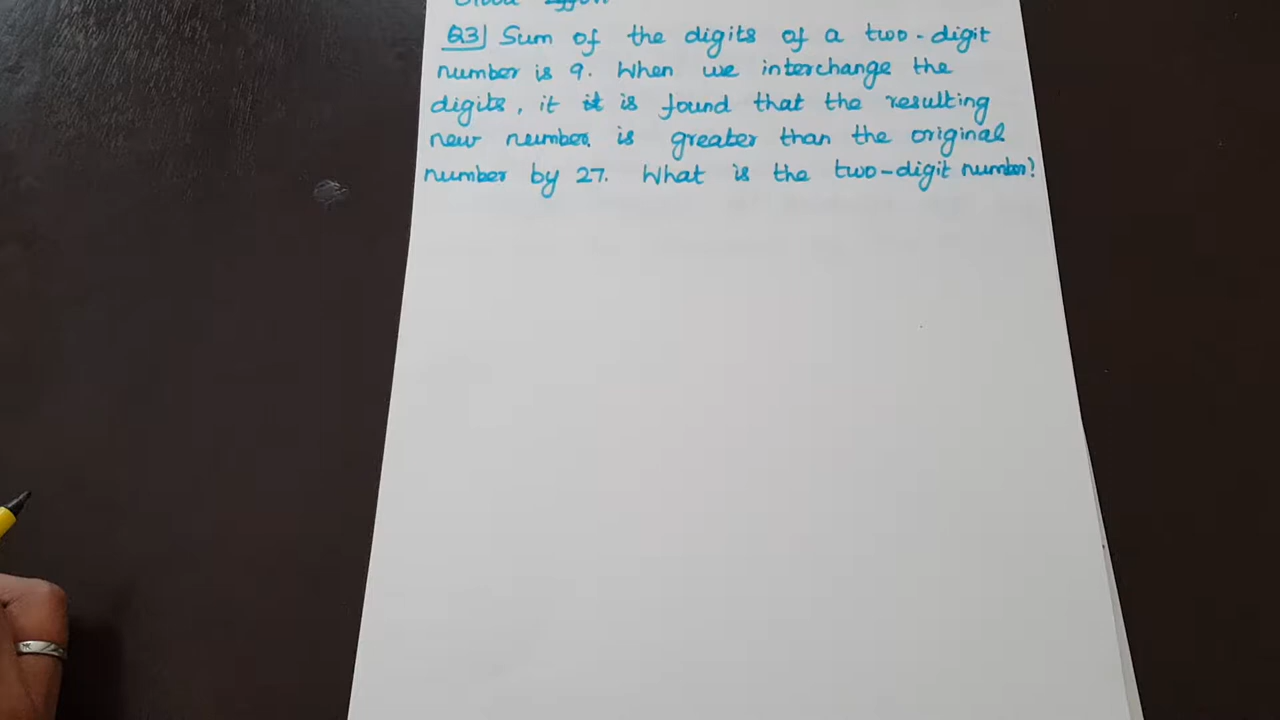 Q3] Sum of the digits of a two-digit
number is 9. When we interchange the
digits, it is found that the resulting
new number is greater than the original
number by 27. What is the two-digit number?